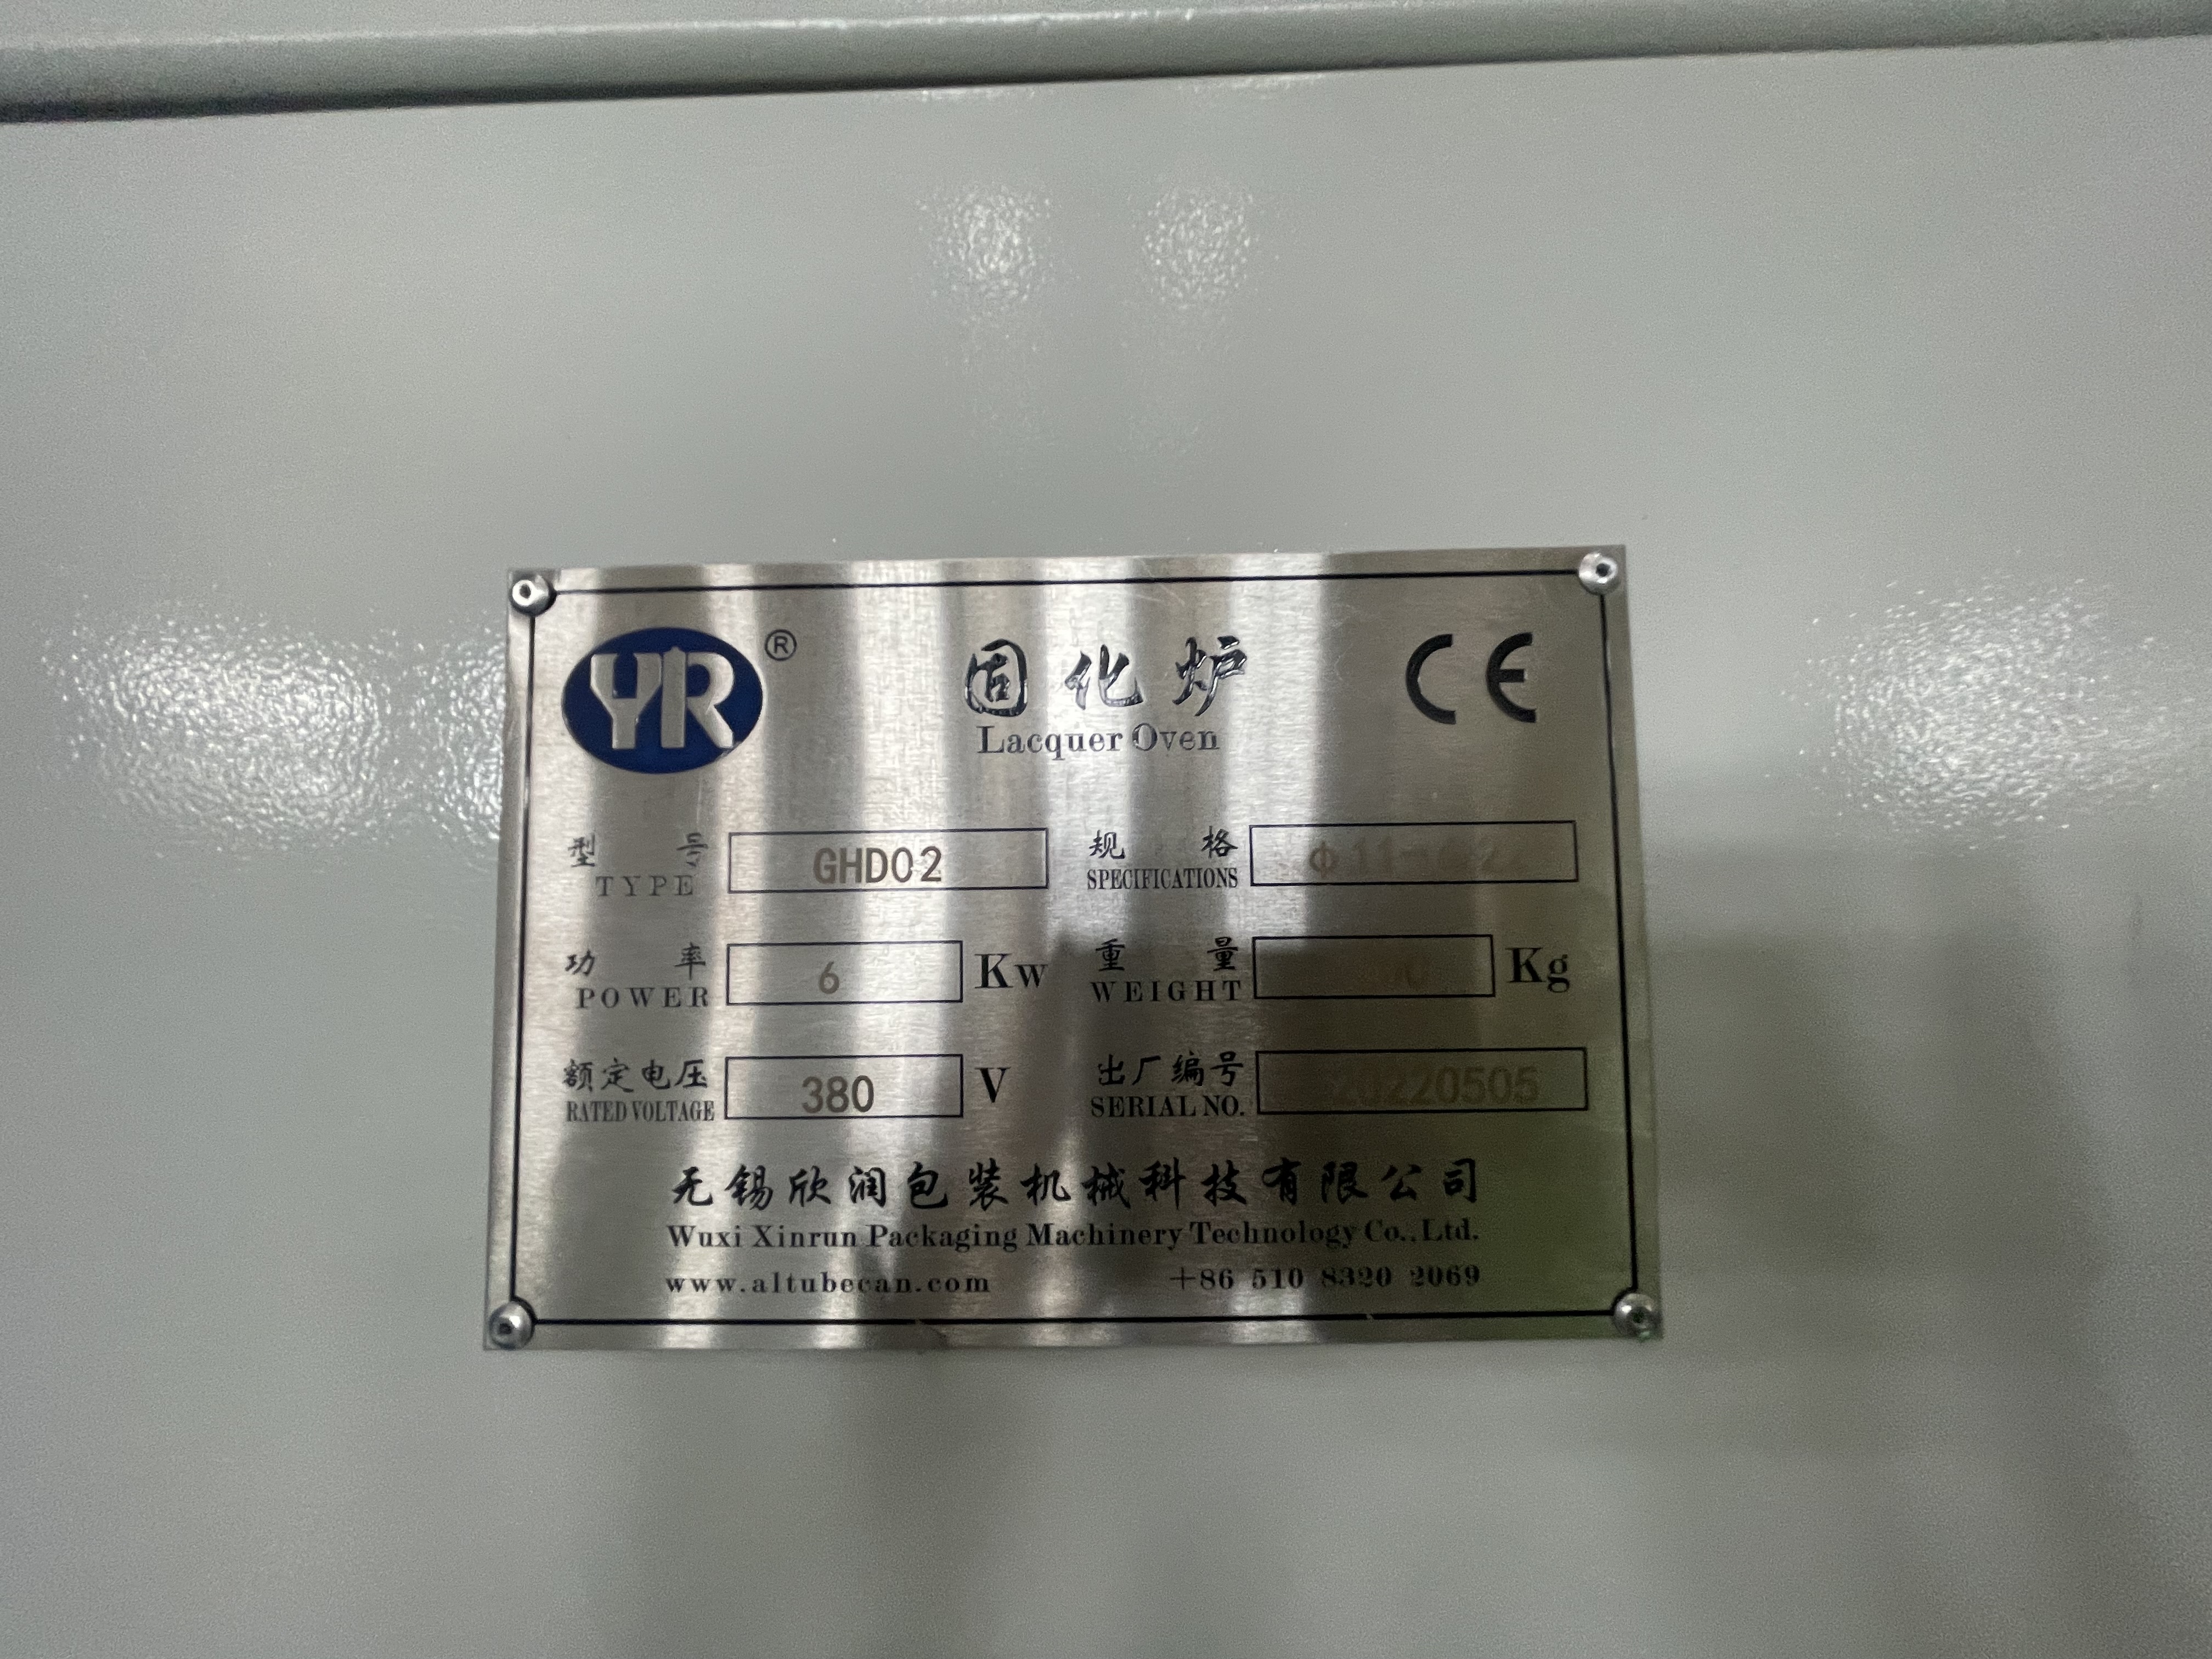 YR ®
固化炉
CE
Lacquer Oven
型号 GHD02 规格
TYPE SPECIFICATIONS
功率 6 Kw 重量 Kg
POWER WEIGHT
额定电压 380 V 出厂编号 20220505
RATED VOLTAGE SERIAL NO.
无锡欣润包装机械科技有限公司
Wuxi Xinrun Packaging Machinery Technology Co., Ltd.
www.altubecan.com +86 510 8320 2069